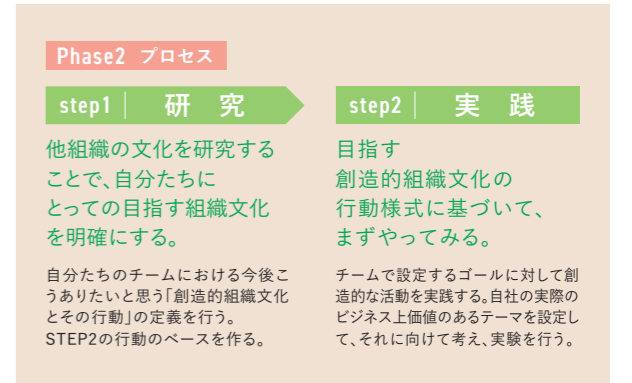 Phase2 プロセス
step1 研究
他組織の文化を研究する
ことで、自分たちに
とっての目指す組織文化
を明確にする。
自分たちのチームにおける今後こ
うありたいと思う「創造的組織文化
とその行動」の定義を行う。
STEP2の行動のベースを作る。
step2 実践
目指す
創造的組織文化の
行動様式に基づいて、
まずやってみる。
チームで設定するゴールに対して創
造的な活動を実践する。自社の実際の
ビジネス上価値のあるテーマを設定し
て、それに向けて考え、実験を行う。